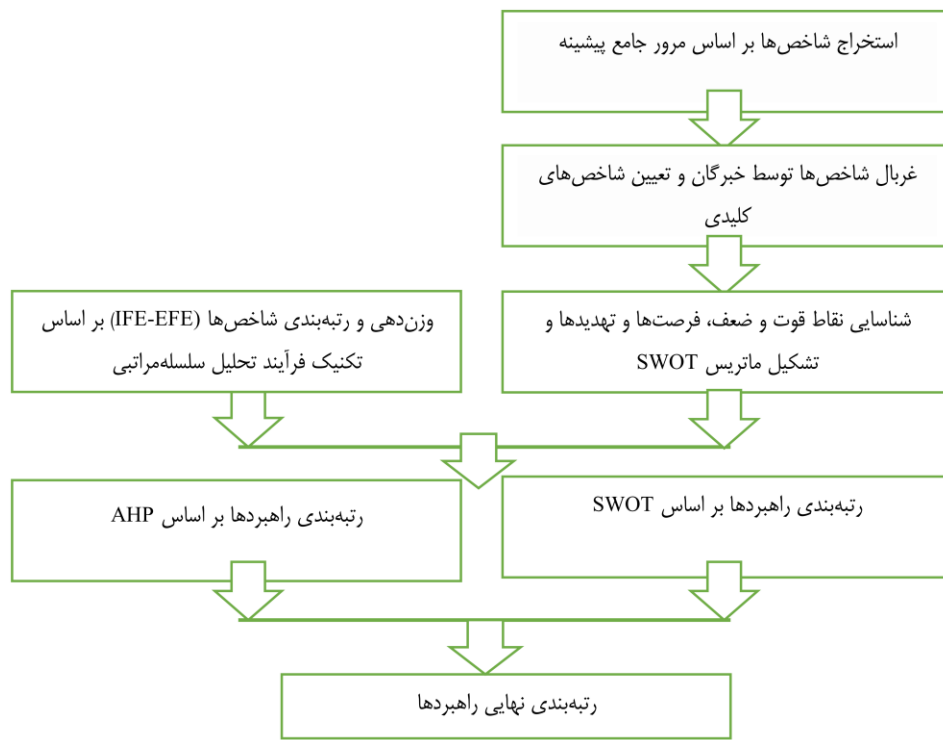 استخراج شاخص‌ها بر اساس مرور جامع پیشینه
غربال شاخص‌ها توسط خبرگان و تعیین شاخص‌های
کلیدی
شناسایی نقاط قوت و ضعف، فرصت‌ها و تهدیدها و
تشکیل ماتریس SWOT
وزن‌دهی و رتبه‌بندی شاخص‌ها (IFE-EFE) بر اساس
تکنیک فرآیند تحلیل سلسله‌مراتبی
رتبه‌بندی راهبردها بر اساس SWOT
رتبه‌بندی راهبردها بر اساس AHP
رتبه‌بندی نهایی راهبردها